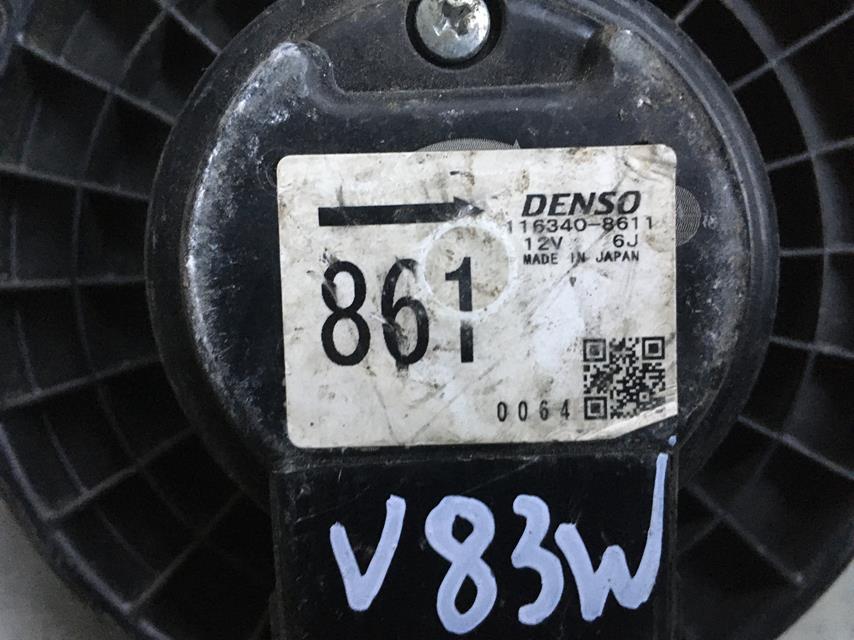 DENSO
116340-8611
12V 6J
MADE IN JAPAN
861
0064
V83W